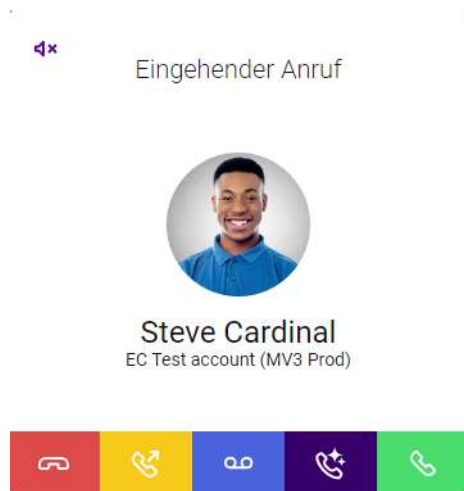 Eingehender Anruf
Steve Cardinal
EC Test account (MV3 Prod)